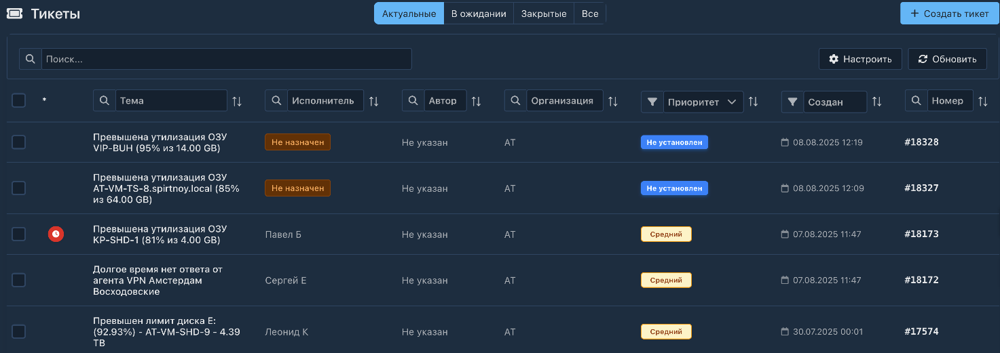 Тикеты
Актуальные В ожидании Закрытые Все
+ Создать тикет
Поиск...
Настроить Обновить
* Тема Исполнитель Автор Организация Приоритет Создан Номер
Превышена утилизация ОЗУ
VIP-BUH (95% из 14.00 GB)
Не назначен Не указан АТ Не установлен 08.08.2025 12:19 #18328
Превышена утилизация ОЗУ
AT-VM-TS-8.spirtnoy.local (85%
из 64.00 GB)
Не назначен Не указан АТ Не установлен 08.08.2025 12:09 #18327
Превышена утилизация ОЗУ
KP-SHD-1 (81% из 4.00 GB)
Павел Б Не указан АТ Средний 07.08.2025 11:47 #18173
Долгое время нет ответа от
агента VPN Амстердам
Восходовские
Сергей Е Не указан АТ Средний 07.08.2025 11:47 #18172
Превышен лимит диска E:
(92.93%) - AT-VM-SHD-9 - 4.39
TB
Леонид К Не указан АТ Средний 30.07.2025 00:01 #17574